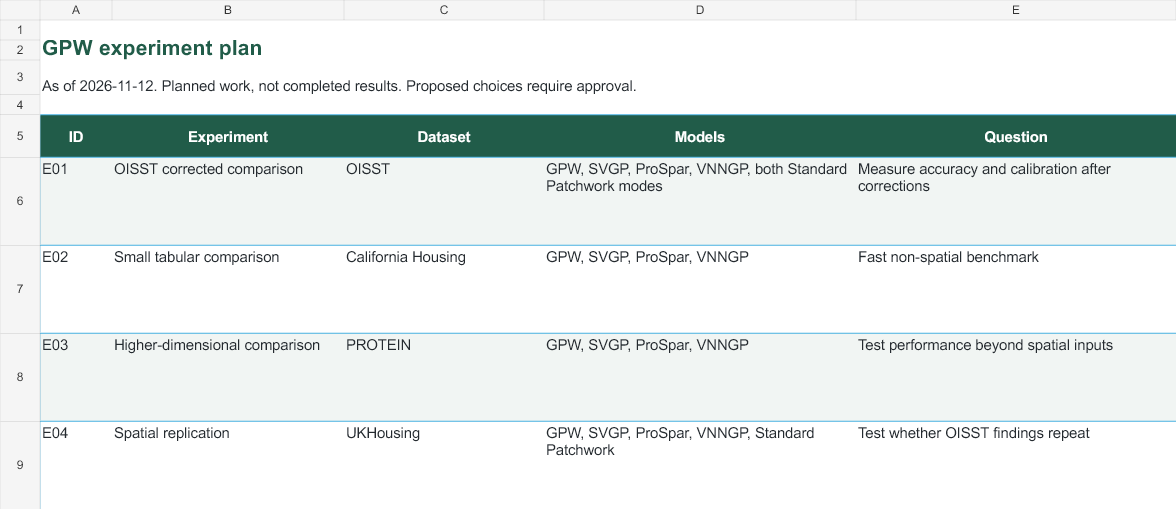 A B C D E
1
2 GPW experiment plan
3 As of 2026-11-12. Planned work, not completed results. Proposed choices require approval.
4
5 ID Experiment Dataset Models Question
6 E01 OISST corrected comparison OISST GPW, SVGP, ProSpar, VNNGP, both Standard Measure accuracy and calibration after
Patchwork modes corrections
7 E02 Small tabular comparison California Housing GPW, SVGP, ProSpar, VNNGP Fast non-spatial benchmark
8 E03 Higher-dimensional comparison PROTEIN GPW, SVGP, ProSpar, VNNGP Test performance beyond spatial inputs
9 E04 Spatial replication UKHousing GPW, SVGP, ProSpar, VNNGP, Standard Test whether OISST findings repeat
Patchwork